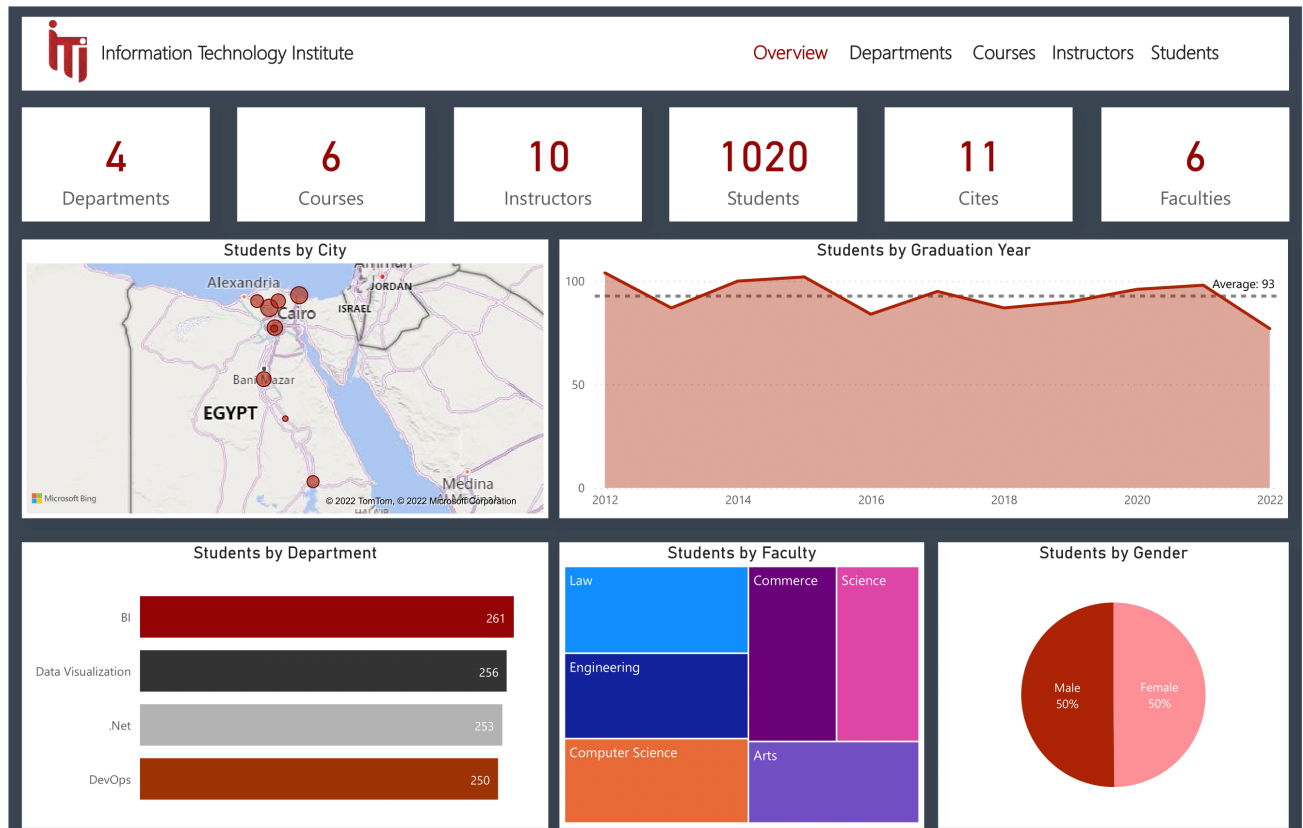 iTi Information Technology Institute
Overview Departments Courses Instructors Students
4
Departments
6
Courses
10
Instructors
1020
Students
11
Cites
6
Faculties
Students by City
Amman
Alexandria
JORDAN
ISRAEL
Cairo
Bani Mazar
EGYPT
Medina
Microsoft Bing
© 2022 TomTom, © 2022 Microsoft Corporation
Students by Graduation Year
100
50
0
Average: 93
2012 2014 2016 2018 2020 2022
Students by Department
BI 261
Data Visualization 256
.Net 253
DevOps 250
Students by Faculty
Law
Engineering
Computer Science
Commerce
Science
Arts
Students by Gender
Male
50%
Female
50%